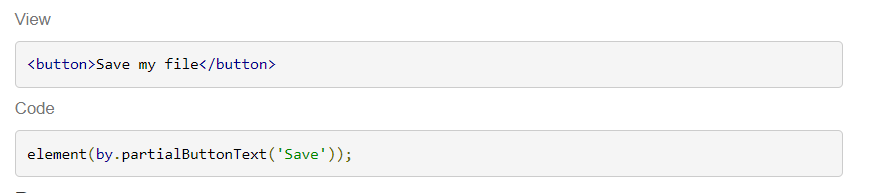 View
<button>Save my file</button>
Code
element(by.partialButtonText('Save'));